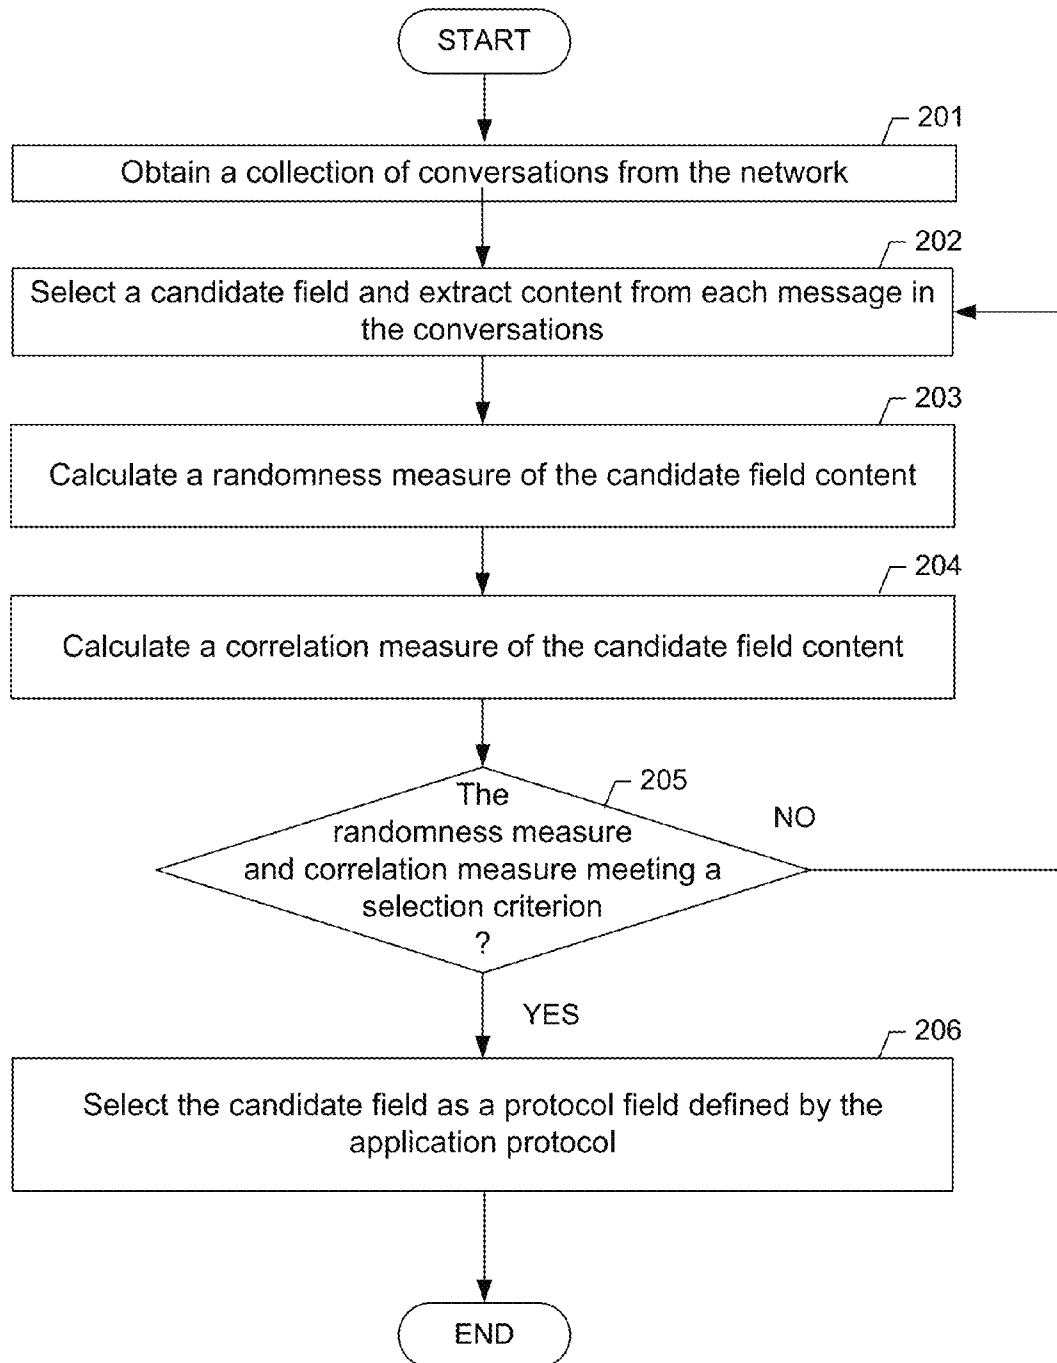 START
201
Obtain a collection of conversations from the network
202
Select a candidate field and extract content from each message in
the conversations
203
Calculate a randomness measure of the candidate field content
204
Calculate a correlation measure of the candidate field content
205
The
randomness measure
and correlation measure meeting a
selection criterion
?
NO
YES
206
Select the candidate field as a protocol field defined by the
application protocol
END